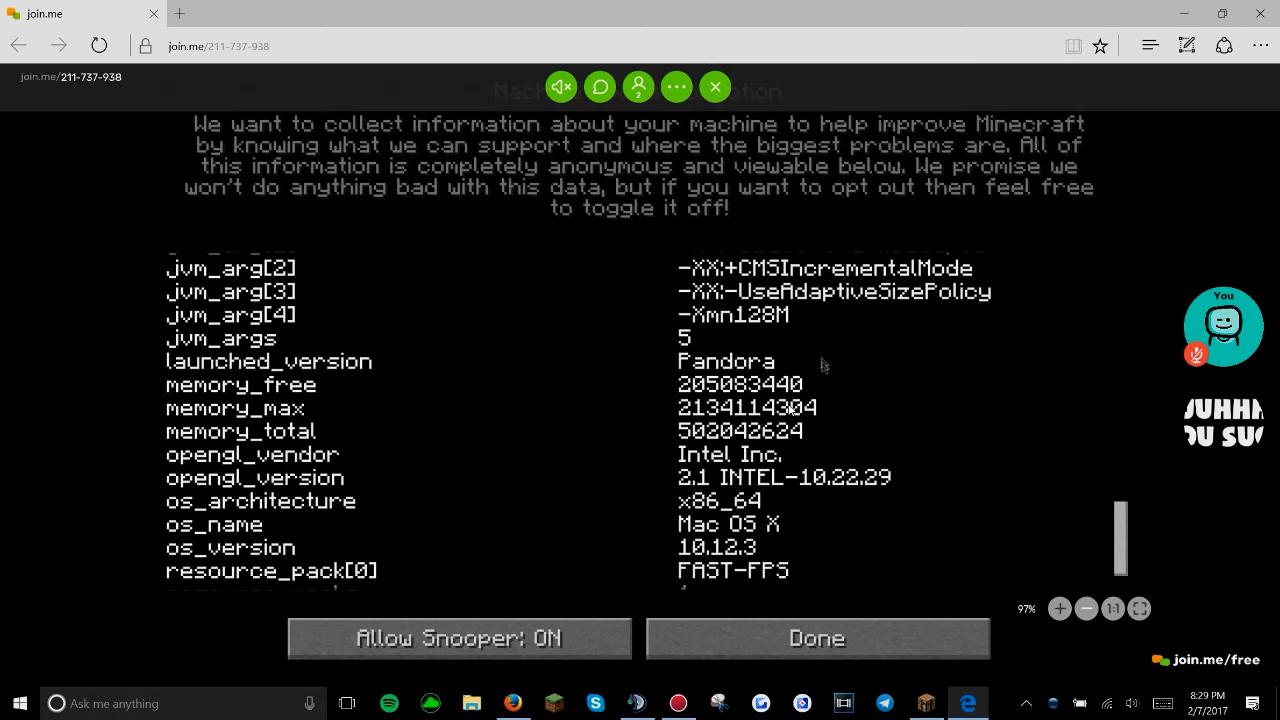 join.me
join.me/211-737-938
join.me/211-737-938
2
We want to collect information about your machine to help improve Minecraft
by knowing what we can support and where the biggest problems are. All of
this information is completely anonymous and viewable below. We promise we
won't do anything bad with this data, but if you want to opt out then feel free
to toggle it off!
jvm_arg[2] -XX:+CMSIncrementalMode
jvm_arg[3] -XX:-UseAdaptiveSizePolicy
jvm_arg[4] -Xmn128M
jvm_args 5
launched_version Pandora
memory_free 205083440
memory_max 2134114304
memory_total 502042624
opengl_vendor Intel Inc.
opengl_version 2.1 INTEL-10.22.29
os_architecture x86_64
os_name Mac OS X
os_version 10.12.3
resource_pack[0] FAST-FPS
You
97%
1:1
Allow Snooper: ON
Done
join.me/free
Ask me anything
8:29 PM
2/7/2017